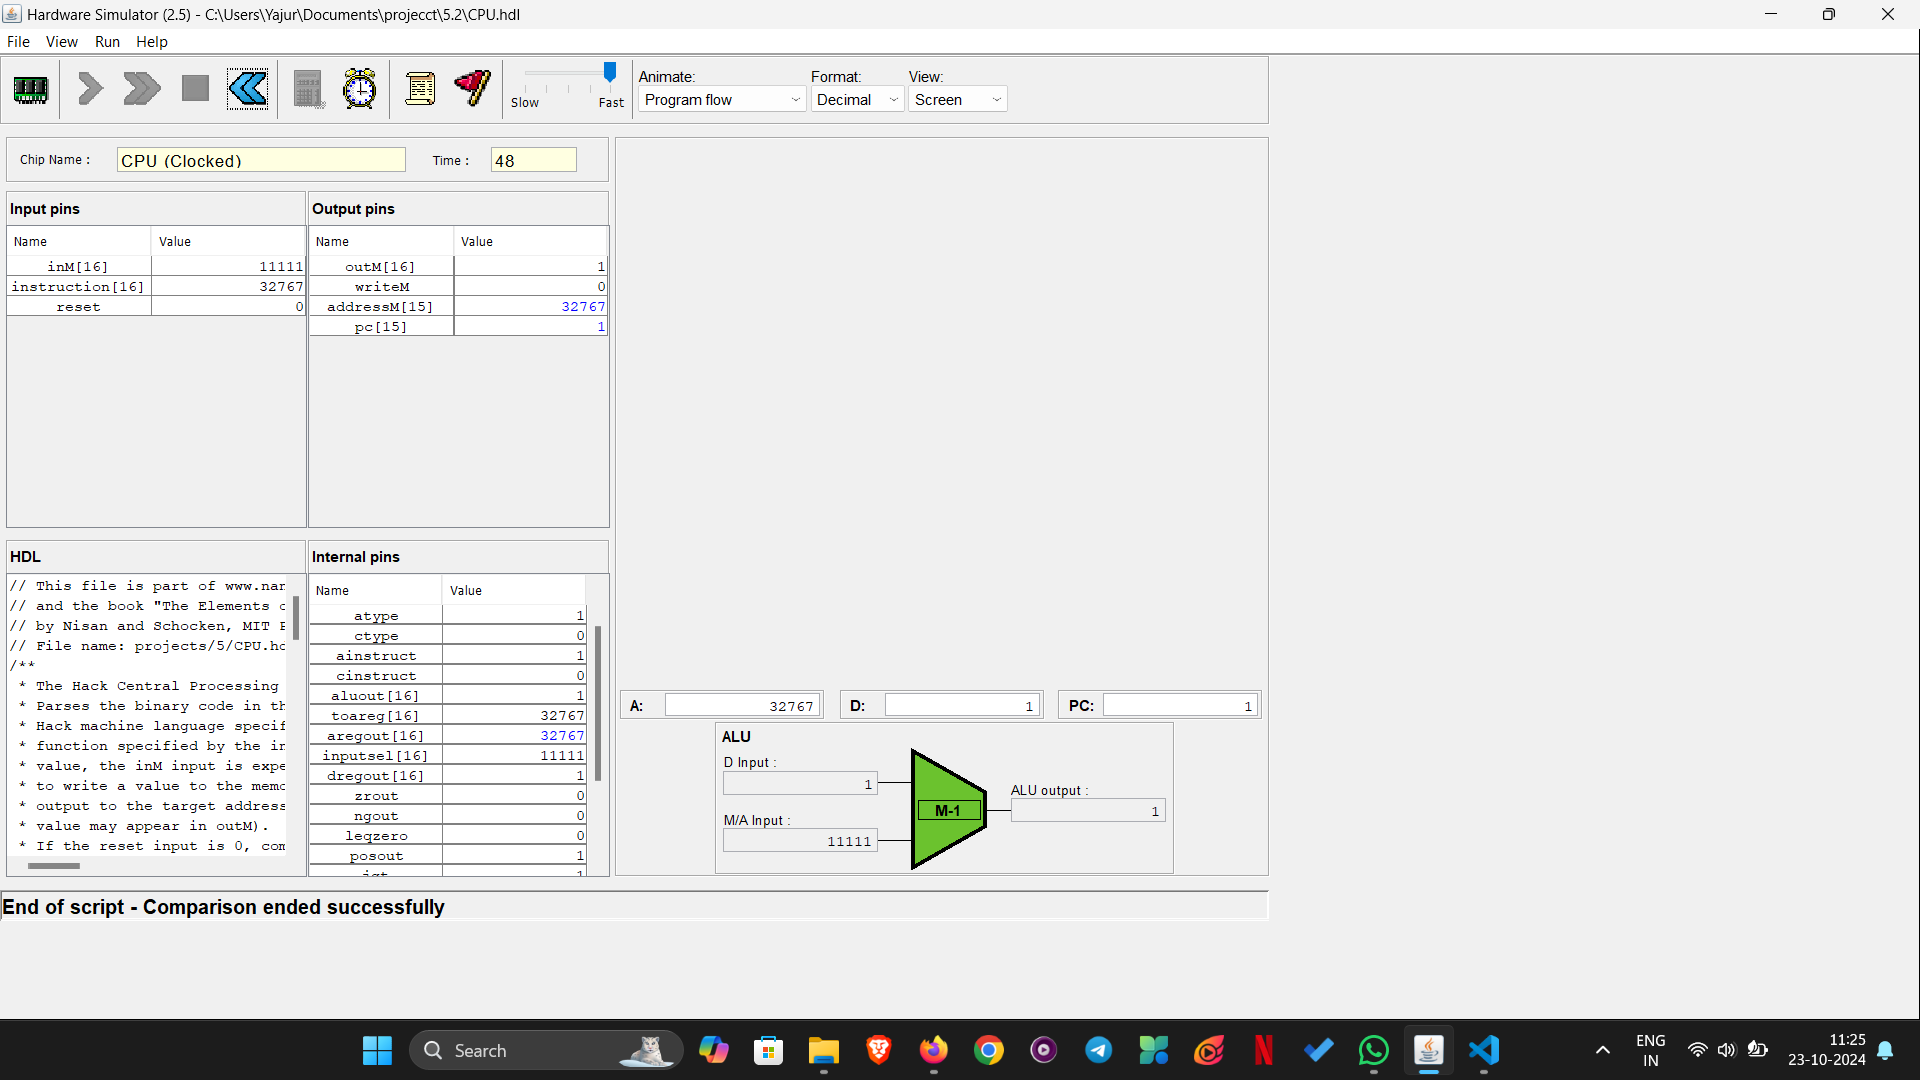 Hardware Simulator (2.5) - C:\Users\Yajur\Documents\projecct\5.2\CPU.hdl
File View Run Help
Slow Fast
Animate: Format: View:
Program flow Decimal Screen
Chip Name : CPU (Clocked) Time : 48
Input pins
Name Value
inM[16] 11111
instruction[16] 32767
reset 0
Output pins
Name Value
outM[16] 1
writeM 0
addressM[15] 32767
pc[15] 1
HDL
// This file is part of www.nan
// and the book "The Elements o
// by Nisan and Schocken, MIT P
// File name: projects/5/CPU.hd
/**
* The Hack Central Processing
* Parses the binary code in th
* Hack machine language specif
* function specified by the in
* value, the inM input is expe
* to write a value to the memo
* output to the target address
* value may appear in outM).
* If the reset input is 0, com
Internal pins
Name Value
atype 1
ctype 0
ainstruct 1
cinstruct 0
aluout[16] 1
toareg[16] 32767
aregout[16] 32767
inputsel[16] 11111
dregout[16] 1
zrout 0
ngout 0
leqzero 0
posout 1
jgt 1
A: 32767 D: 1 PC: 1
ALU
D Input :
1
M/A Input :
11111
M-1
ALU output :
1
End of script - Comparison ended successfully
Search
ENG
IN
11:25
23-10-2024